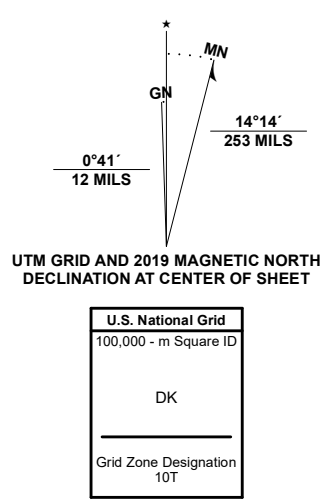 ★
MN
GN
14°14´
253 MILS
0°41´
12 MILS
UTM GRID AND 2019 MAGNETIC NORTH
DECLINATION AT CENTER OF SHEET
U.S. National Grid
100,000 - m Square ID
DK
Grid Zone Designation
10T